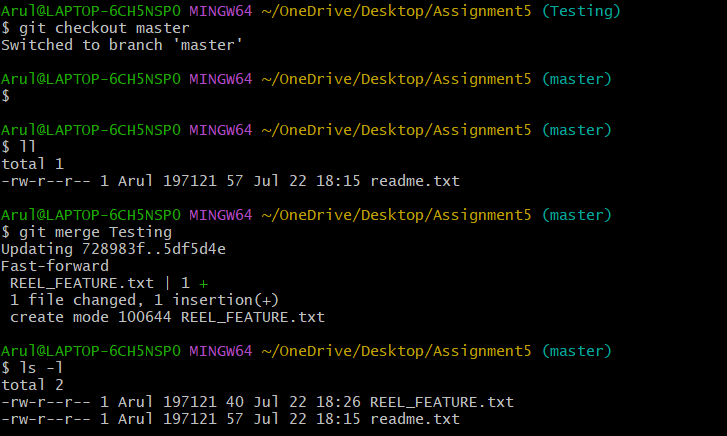 Arul@LAPTOP-6CH5NSP0 MINGW64 ~/OneDrive/Desktop/Assignment5 (Testing)
$ git checkout master
Switched to branch 'master'
Arul@LAPTOP-6CH5NSP0 MINGW64 ~/OneDrive/Desktop/Assignment5 (master)
$
Arul@LAPTOP-6CH5NSP0 MINGW64 ~/OneDrive/Desktop/Assignment5 (master)
$ ll
total 1
-rw-r--r-- 1 Arul 197121 57 Jul 22 18:15 readme.txt
Arul@LAPTOP-6CH5NSP0 MINGW64 ~/OneDrive/Desktop/Assignment5 (master)
$ git merge Testing
Updating 728983f..5df5d4e
Fast-forward
 REEL_FEATURE.txt | 1 +
 1 file changed, 1 insertion(+)
 create mode 100644 REEL_FEATURE.txt
Arul@LAPTOP-6CH5NSP0 MINGW64 ~/OneDrive/Desktop/Assignment5 (master)
$ ls -l
total 2
-rw-r--r-- 1 Arul 197121 40 Jul 22 18:26 REEL_FEATURE.txt
-rw-r--r-- 1 Arul 197121 57 Jul 22 18:15 readme.txt